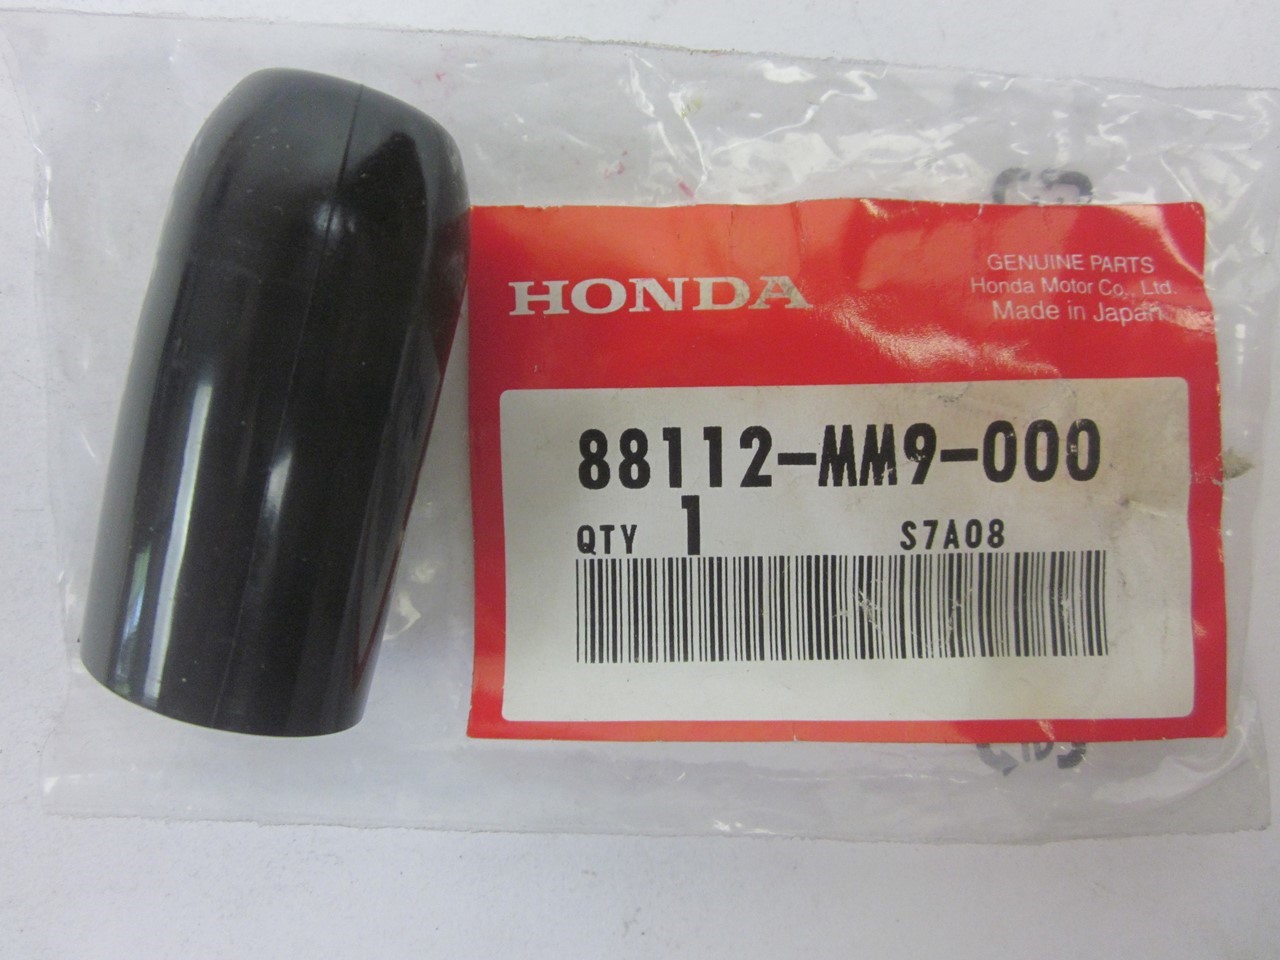 HONDA
GENUINE PARTS
Honda Motor Co., Ltd.
Made in Japan
88112-MM9-000
QTY 1 S7A08